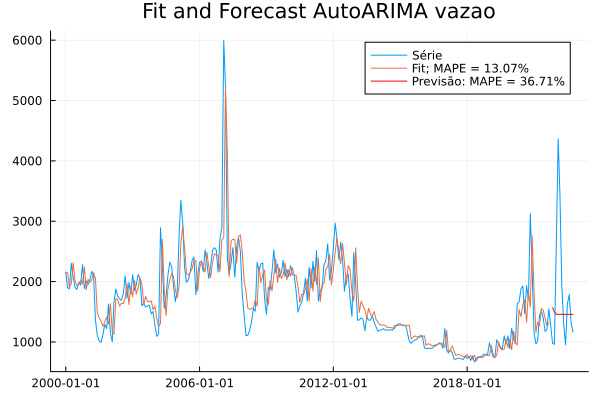 Fit and Forecast AutoARIMA vazao
Série
Fit; MAPE = 13.07%
Previsão: MAPE = 36.71%
6000
5000
4000
3000
2000
1000
2000-01-01 2006-01-01 2012-01-01 2018-01-01